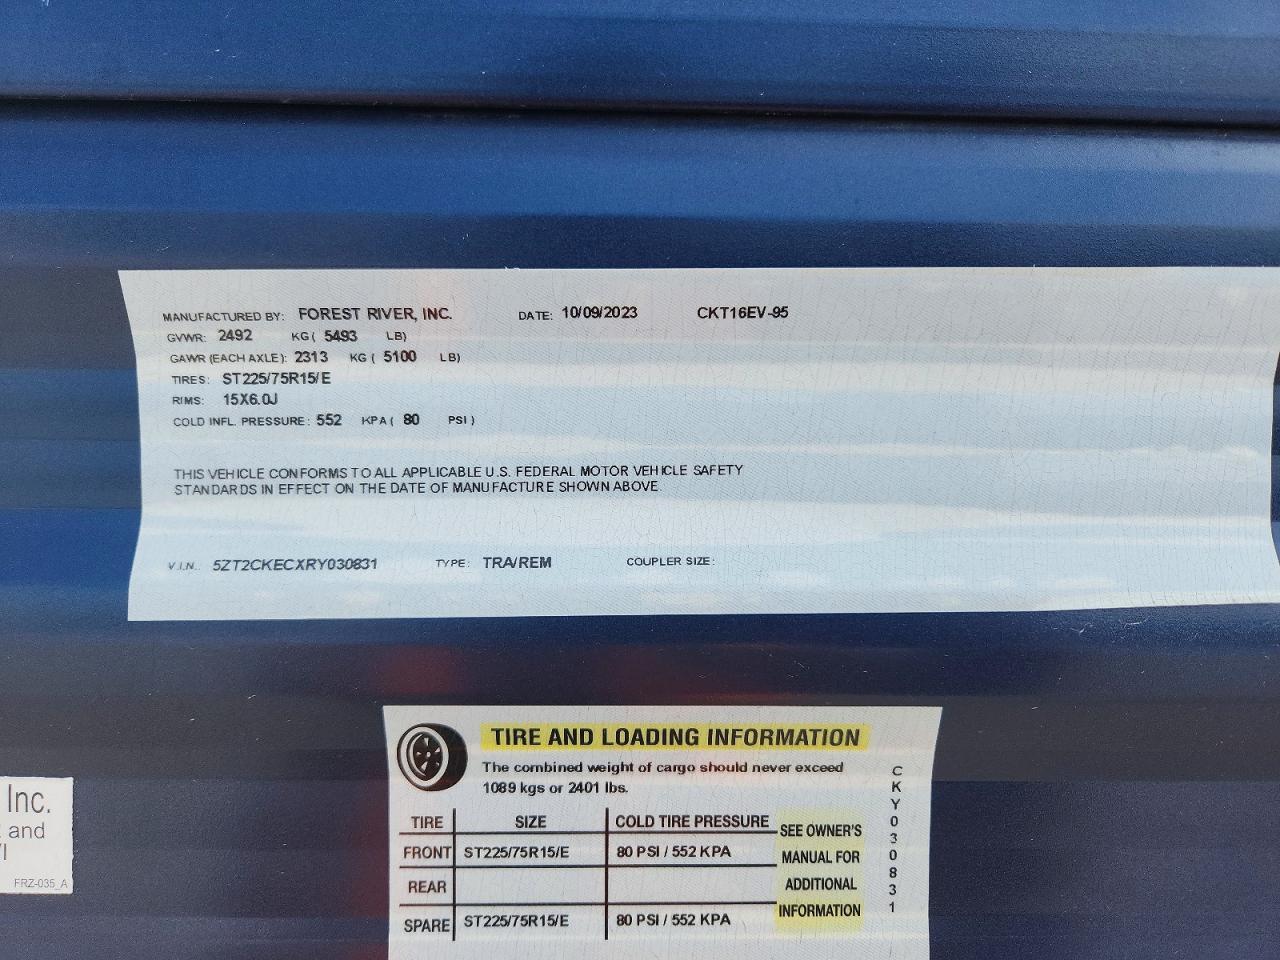 MANUFACTURED BY: FOREST RIVER, INC. DATE: 10/09/2023 CKT16EV-95
GVWR: 2492 KG ( 5493 LB)
GAWR (EACH AXLE): 2313 KG ( 5100 LB)
TIRES: ST225/75R15/E
RIMS: 15X6.0J
COLD INFL. PRESSURE: 552 KPA ( 80 PSI )
THIS VEHICLE CONFORMS TO ALL APPLICABLE U.S. FEDERAL MOTOR VEHICLE SAFETY
STANDARDS IN EFFECT ON THE DATE OF MANUFACTURE SHOWN ABOVE.
V.I.N.: 5ZT2CKECXRY030831 TYPE: TRA/REM COUPLER SIZE:
TIRE AND LOADING INFORMATION
The combined weight of cargo should never exceed
1089 kgs or 2401 lbs.
TIRE SIZE COLD TIRE PRESSURE
FRONT ST225/75R15/E 80 PSI / 552 KPA
REAR
SPARE ST225/75R15/E 80 PSI / 552 KPA
SEE OWNER'S
MANUAL FOR
ADDITIONAL
INFORMATION
CKY030831
Inc.
and
FRZ-035_A